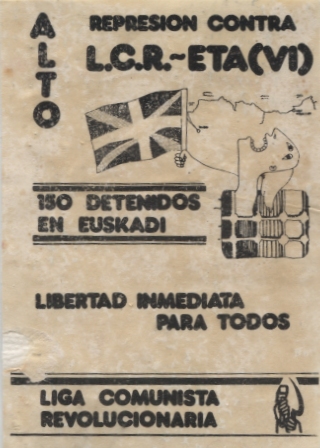 ALTO
REPRESION CONTRA
L.C.R.~ETA(VI)
150 DETENIDOS
EN EUSKADI
LIBERTAD INMEDIATA
PARA TODOS
LIGA COMUNISTA
REVOLUCIONARIA